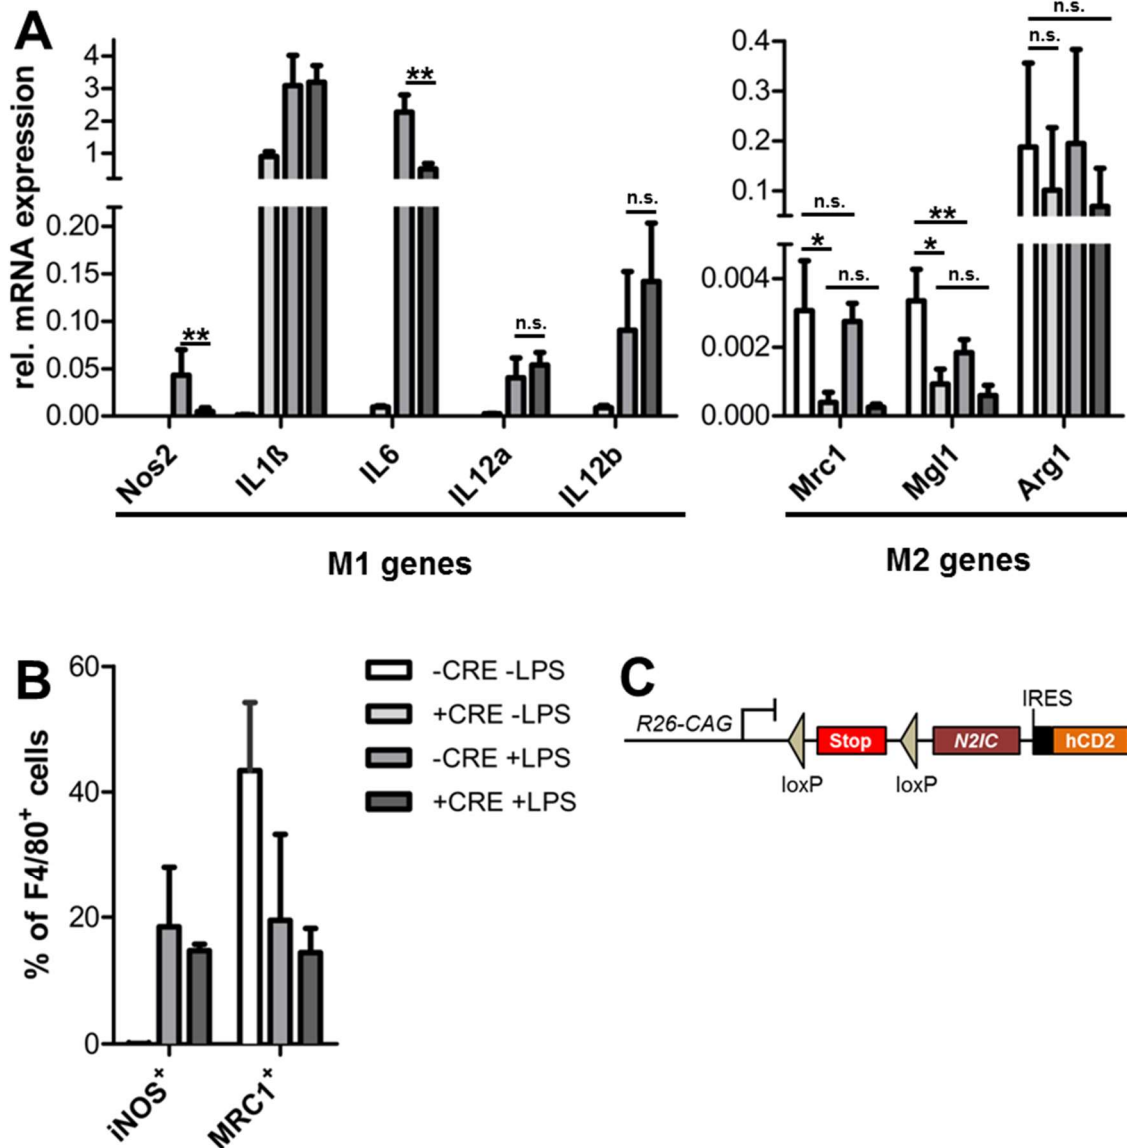 A
rel. mRNA expression
4
3
2
1
0.20
0.15
0.10
0.05
0.00
**
**
n.s.
n.s.
Nos2
IL1ß
IL6
IL12a
IL12b
M1 genes
0.4
0.3
0.2
0.1
0.004
0.002
0.000
n.s.
*
n.s.
**
*
n.s.
n.s.
n.s.
Mrc1
Mgl1
Arg1
M2 genes
B
% of F4/80⁺ cells
60
40
20
0
iNOS⁺
MRC1⁺
-CRE -LPS
+CRE -LPS
-CRE +LPS
+CRE +LPS
C
R26-CAG
loxP
Stop
loxP
N2IC
IRES
hCD2